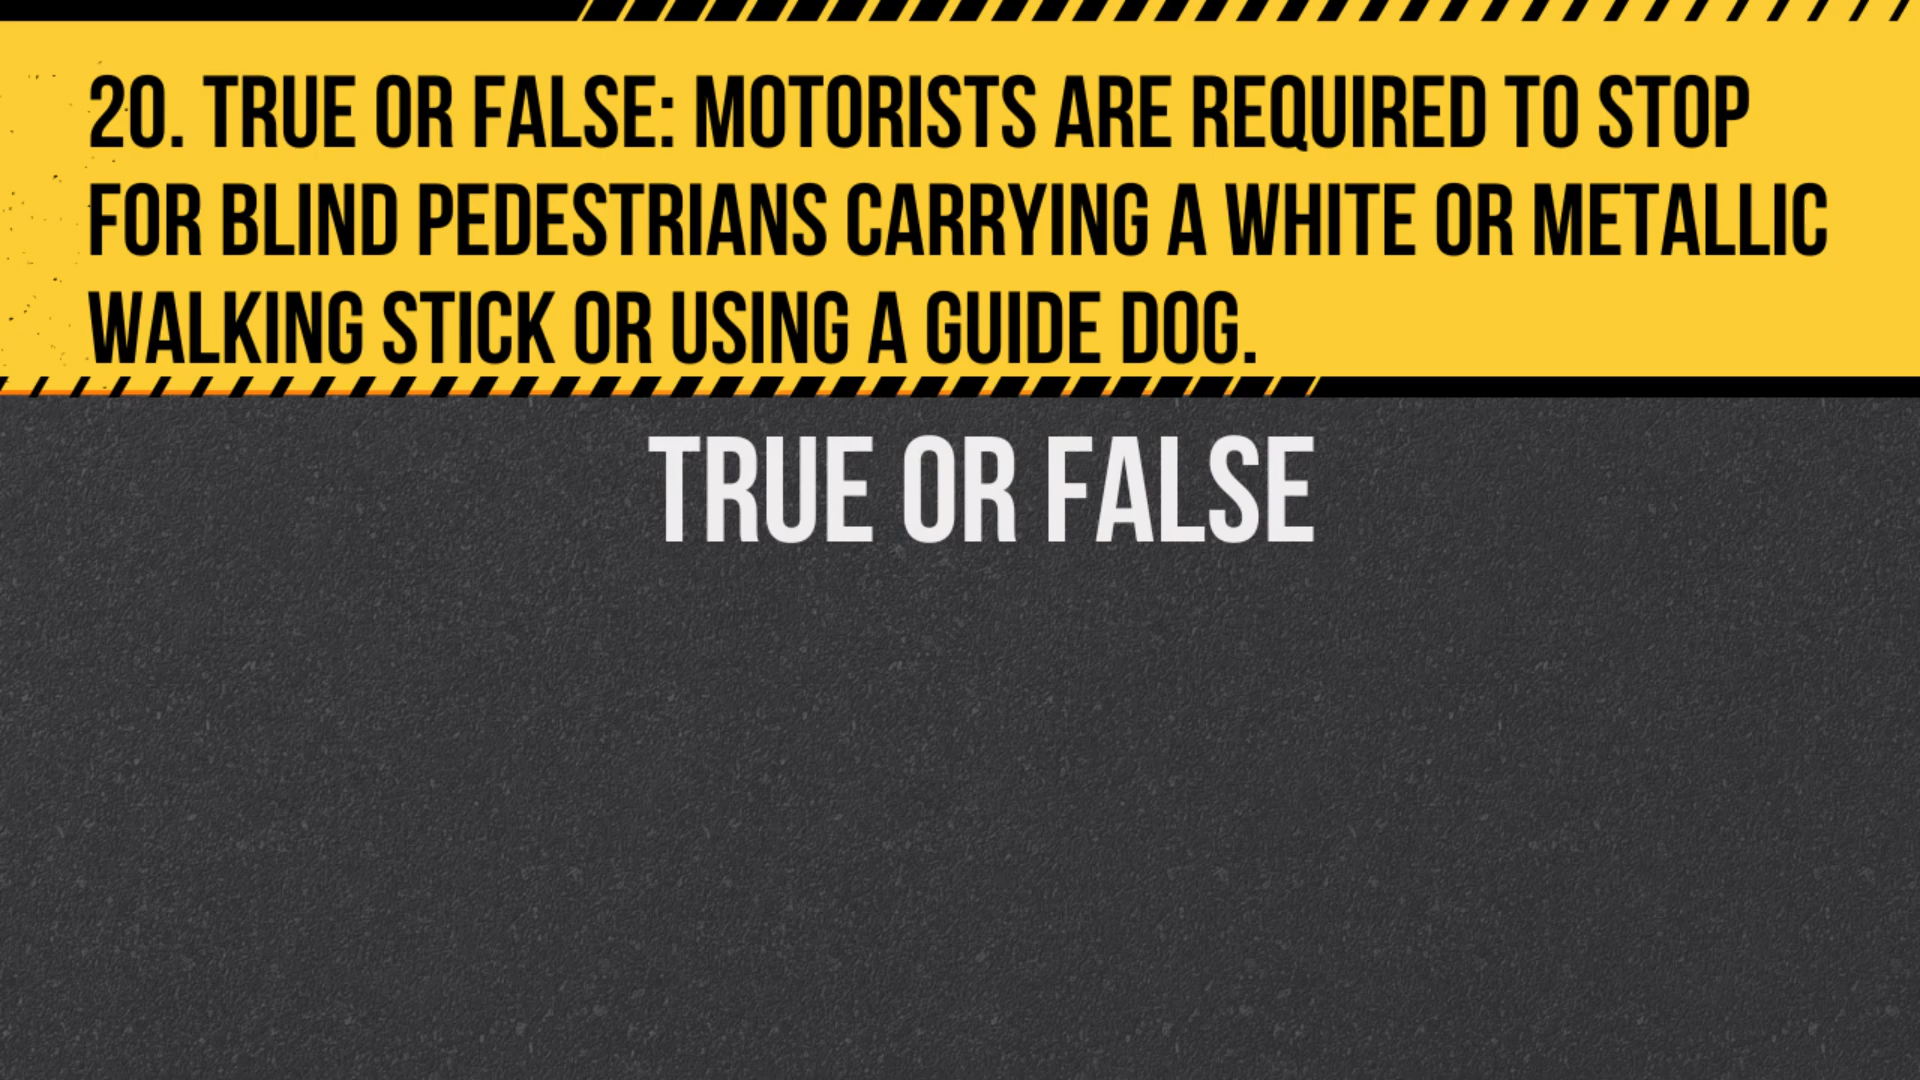 20. TRUE OR FALSE: MOTORISTS ARE REQUIRED TO STOP
FOR BLIND PEDESTRIANS CARRYING A WHITE OR METALLIC
WALKING STICK OR USING A GUIDE DOG.
TRUE OR FALSE